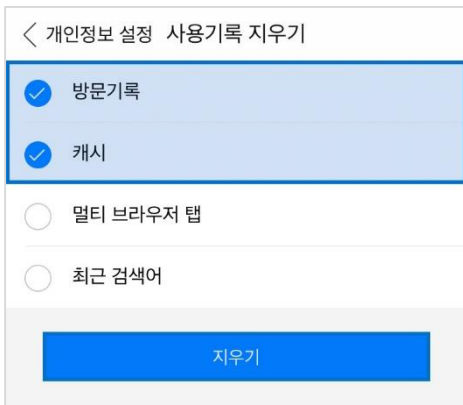 개인정보 설정 사용기록 지우기
방문기록
캐시
멀티 브라우저 탭
최근 검색어
지우기